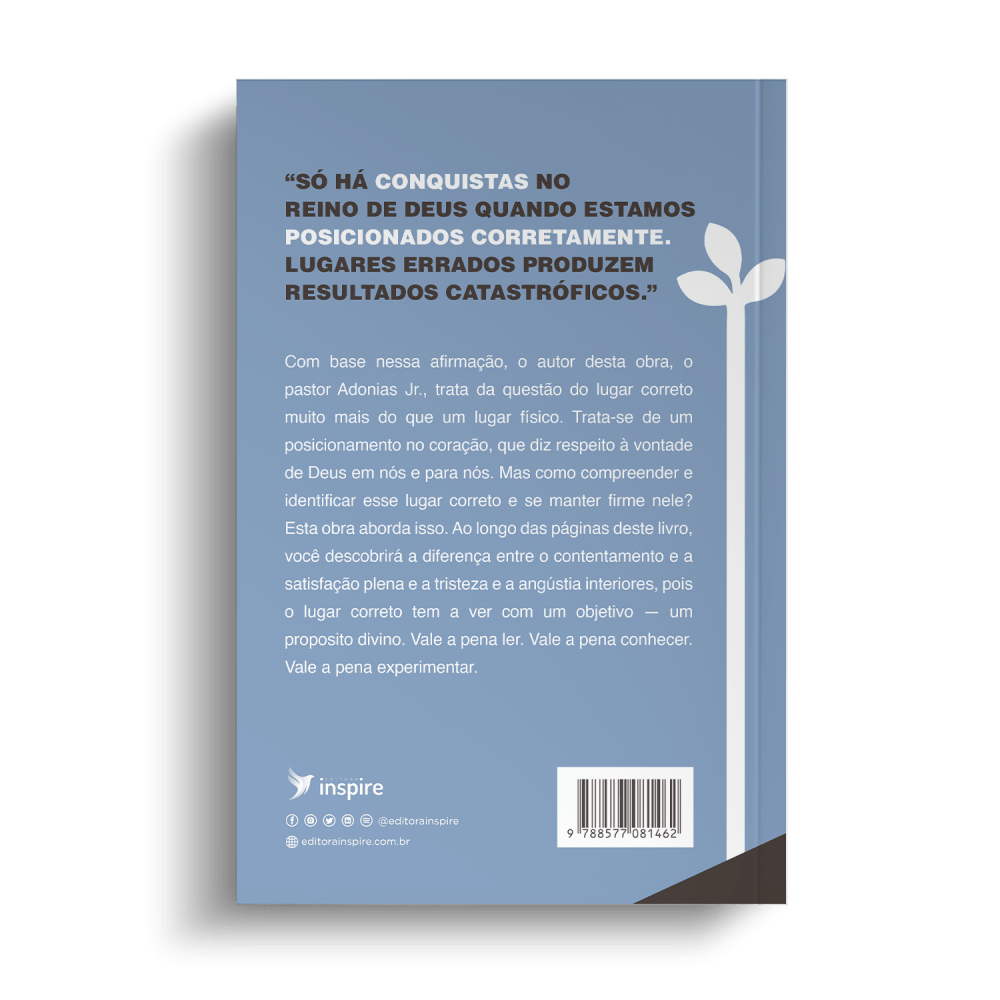 “SÓ HÁ CONQUISTAS NO
REINO DE DEUS QUANDO ESTAMOS
POSICIONADOS CORRETAMENTE.
LUGARES ERRADOS PRODUZEM
RESULTADOS CATASTRÓFICOS.”
Com base nessa afirmação, o autor desta obra, o
pastor Adonias Jr., trata da questão do lugar correto
muito mais do que um lugar físico. Trata-se de um
posicionamento no coração, que diz respeito à vontade
de Deus em nós e para nós. Mas como compreender e
identificar esse lugar correto e se manter firme nele?
Esta obra aborda isso. Ao longo das páginas deste livro,
você descobrirá a diferença entre o contentamento e a
satisfação plena e a tristeza e a angústia interiores, pois
o lugar correto tem a ver com um objetivo — um
proposito divino. Vale a pena ler. Vale a pena conhecer.
Vale a pena experimentar.
EDITORA
inspire
@editorainspire
editorainspire.com.br
9 788577 081462